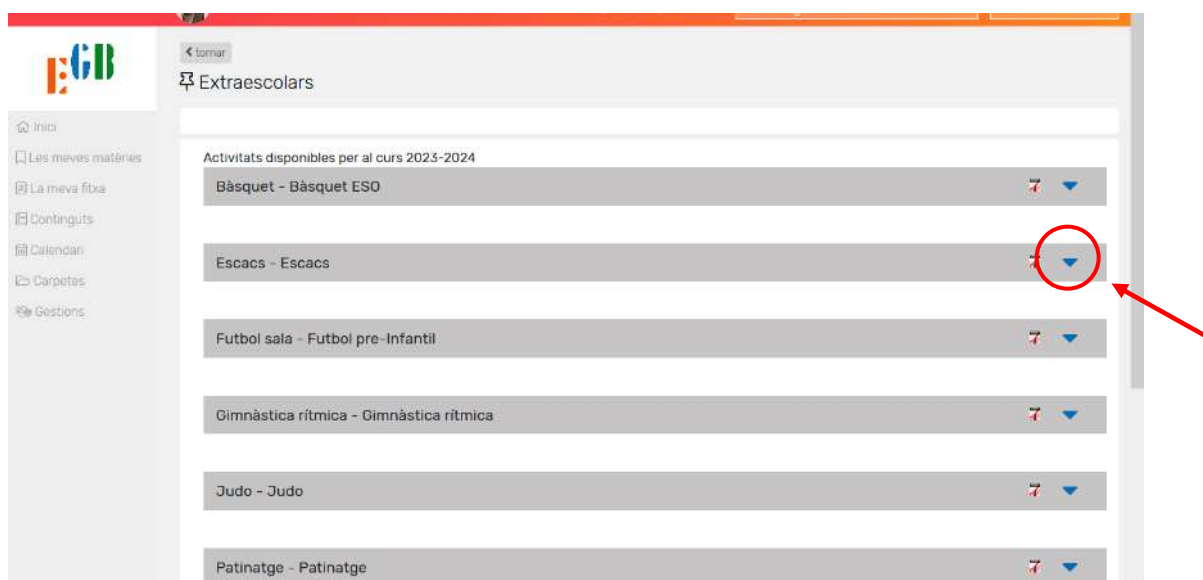 EGB
tornar
Extraescolars
Inici
Les meves matèries
La meva fitxa
Continguts
Calendari
Carpetes
Gestions
Activitats disponibles per al curs 2023-2024
Bàsquet - Bàsquet ESO
Escacs - Escacs
Futbol sala - Futbol pre-Infantil
Gimnàstica rítmica - Gimnàstica rítmica
Judo - Judo
Patinatge - Patinatge